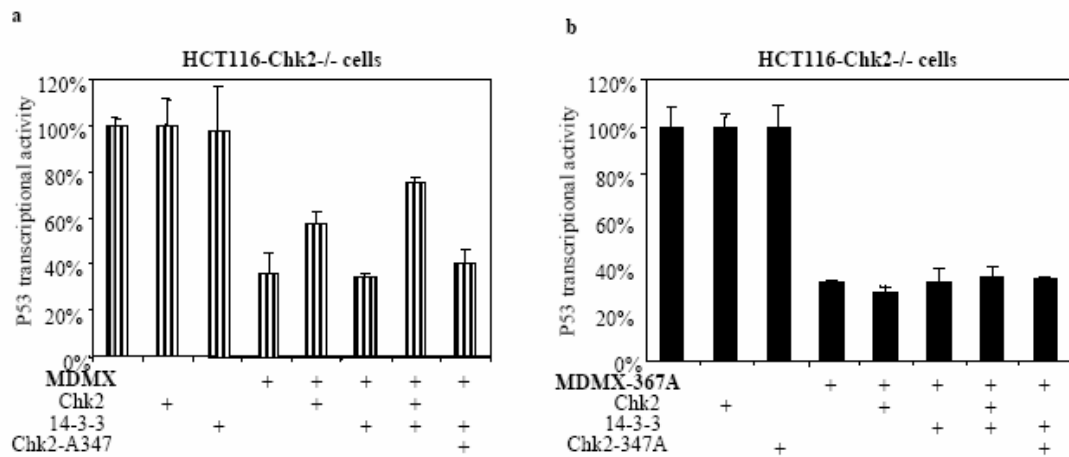 a
HCT116-Chk2-/- cells
P53 transcriptional activity
120%
100%
80%
60%
40%
20%
0%
MDMX + + + + +
Chk2 + + +
14-3-3 + + + +
Chk2-A347 +
b
HCT116-Chk2-/- cells
P53 transcriptional activity
120%
100%
80%
60%
40%
20%
0%
MDMX-367A + + + + +
Chk2 + + +
14-3-3 + + +
Chk2-347A + +